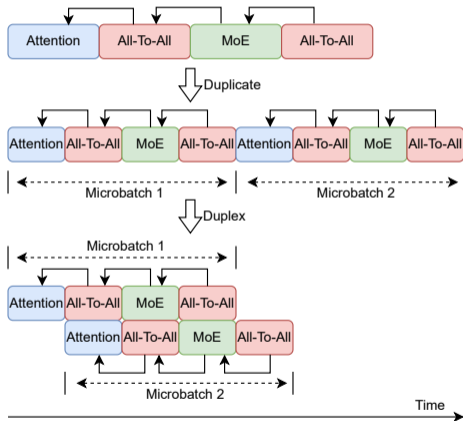 Attention All-To-All MoE All-To-All
Duplicate
Attention All-To-All MoE All-To-All Attention All-To-All MoE All-To-All
Microbatch 1 Microbatch 2
Duplex
Microbatch 1
Attention All-To-All MoE All-To-All
Attention All-To-All MoE All-To-All
Microbatch 2
Time